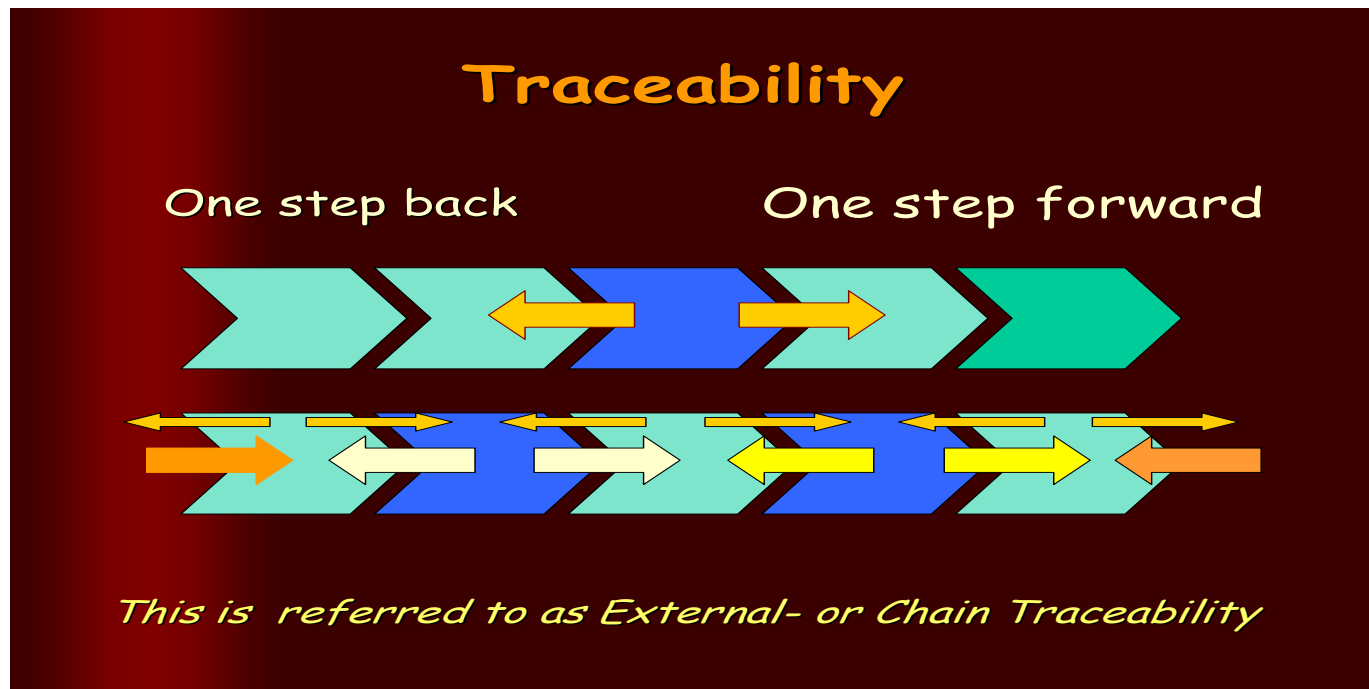 Traceability
One step back
One step forward
This is  referred to as External- or Chain Traceability